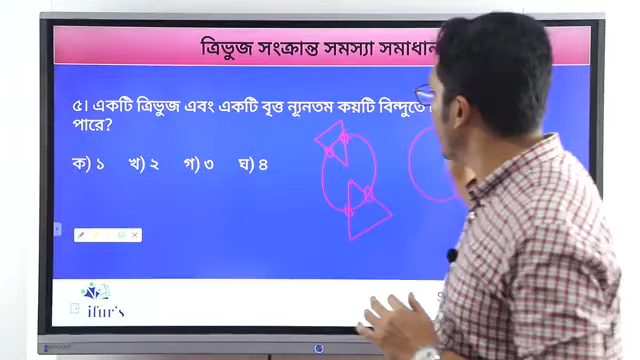 ত্রিভুজ সংক্রান্ত সমস্যা সমাধান
৫। একটি ত্রিভুজ এবং একটি বৃত্ত ন্যূনতম কয়টি বিন্দুতে
পারে?
ক) ১ খ) ২ গ) ৩ ঘ) ৪
ifur's